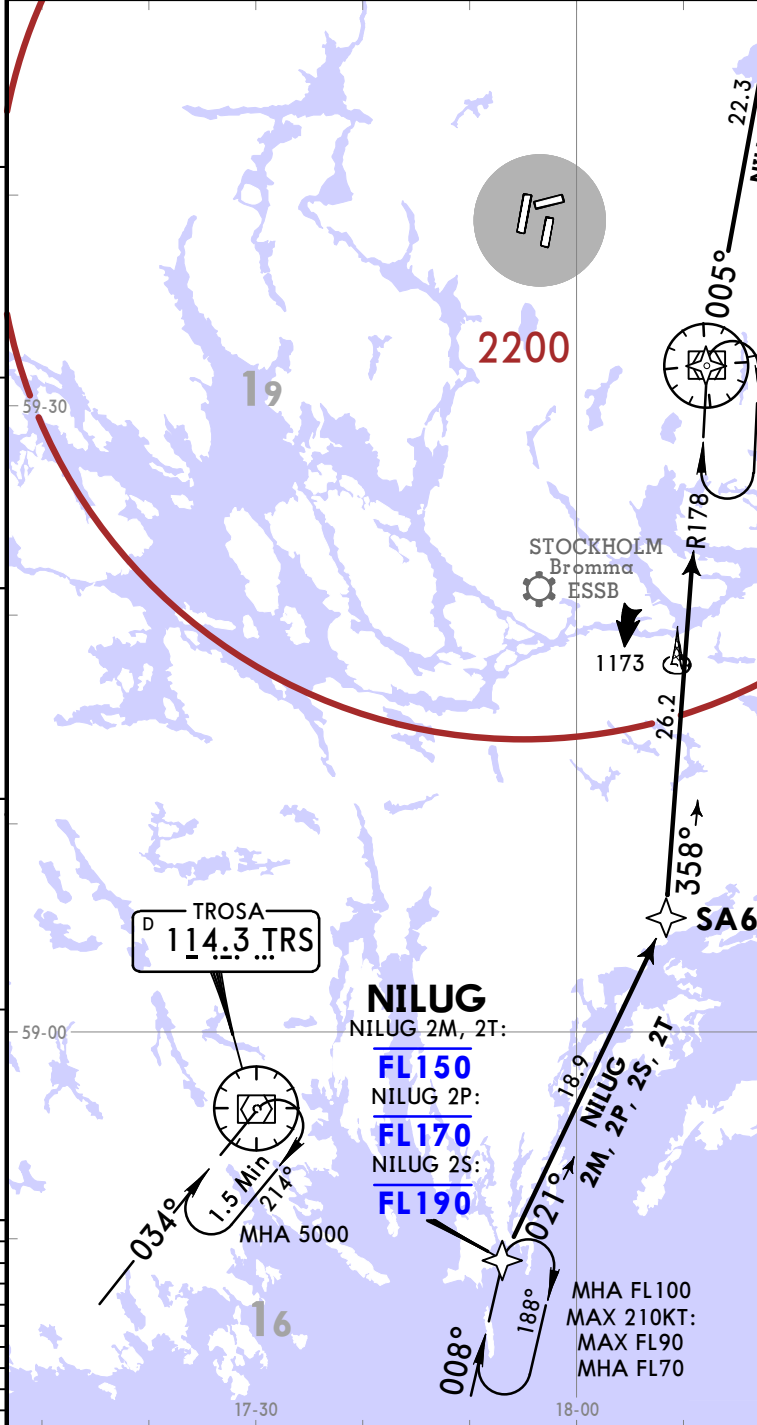 22.3
005°
2200
19
59-30
R178
STOCKHOLM
Bromma
ESSB
1173
26.2
358°
SA6
TROSA
D 114.3 TRS
NILUG
NILUG 2M, 2T:
FL150
NILUG 2P:
FL170
NILUG 2S:
FL190
59-00
18.9
NILUG
2M, 2P, 2S, 2T
021°
1.5 Min
214°
034°
MHA 5000
16
188°
008°
MHA FL100
MAX 210KT:
MAX FL90
MHA FL70
17-30
18-00